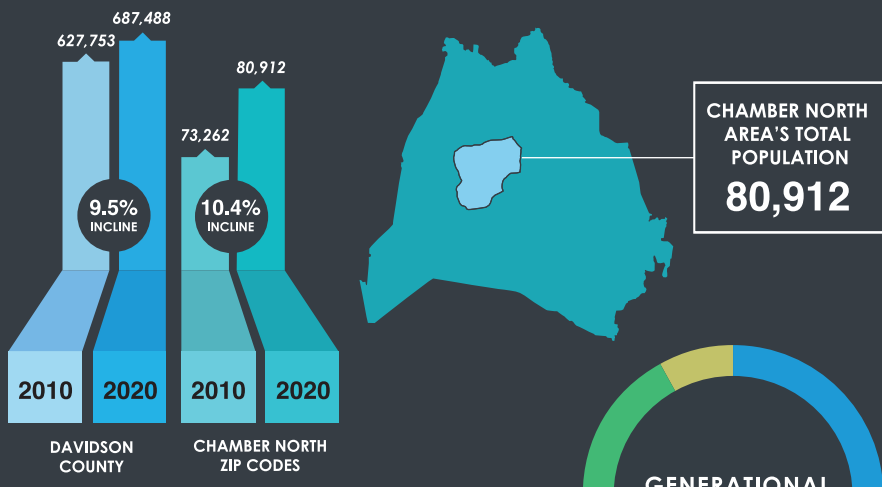 627,753
687,488
9.5%
INCLINE
2010
2020
DAVIDSON
COUNTY
73,262
80,912
10.4%
INCLINE
2010
2020
CHAMBER NORTH
ZIP CODES
CHAMBER NORTH
AREA'S TOTAL
POPULATION
80,912
GENERATIONAL